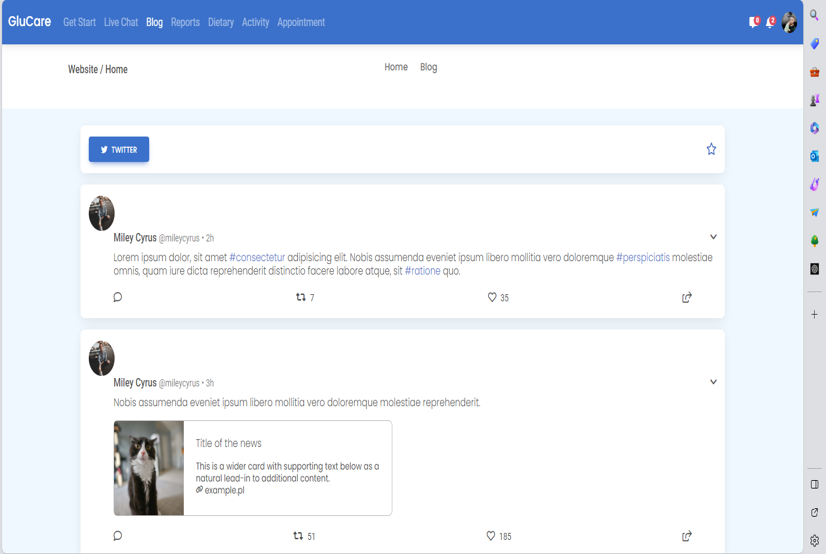 GluCare Get Start Live Chat Blog Reports Dietary Activity Appointment 0 2
Website / Home Home Blog
TWITTER
Miley Cyrus @mileycyrus • 2h
Lorem ipsum dolor, sit amet #consectetur adipisicing elit. Nobis assumenda eveniet ipsum libero mollitia vero doloremque #perspiciatis molestiae
omnis, quam iure dicta reprehenderit distinctio facere labore atque, sit #ratione quo.
7 35
Miley Cyrus @mileycyrus • 3h
Nobis assumenda eveniet ipsum libero mollitia vero doloremque molestiae reprehenderit.
Title of the news
This is a wider card with supporting text below as a
natural lead-in to additional content.
example.pl
51 185